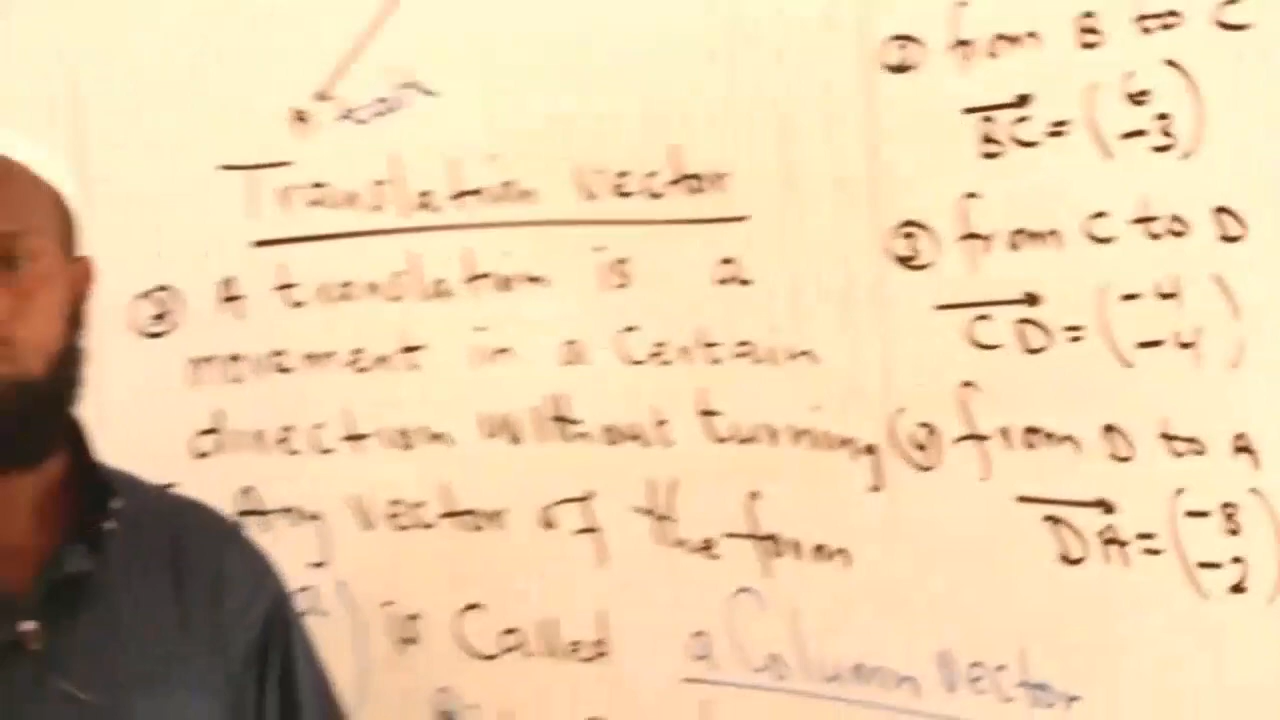 Translation vector
③ A translation is a
movement in a certain
direction without turning
Any vector of the form
is called a Column vector
② from B to C
BC = (6 -3)
③ from C to D
CD = (-4 -4)
④ from D to A
DA = (-8 -2)